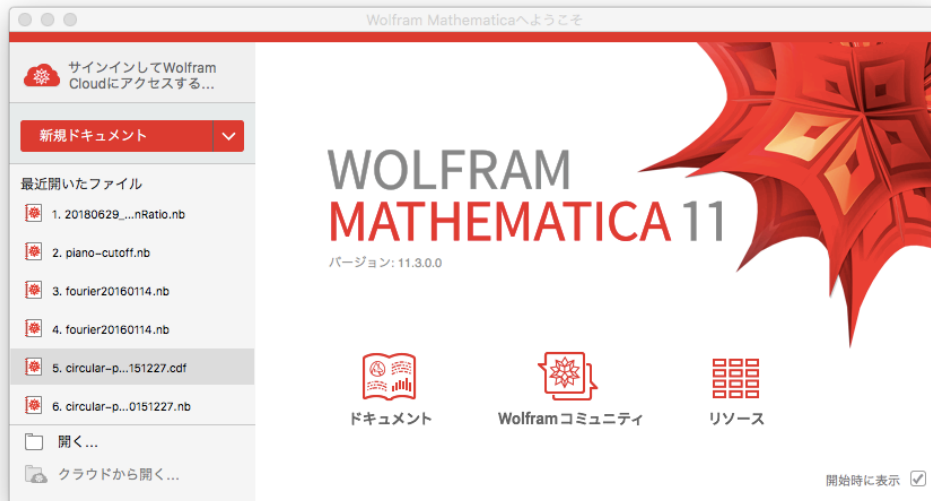 Wolfram Mathematicaへようこそ
サインインしてWolfram
Cloudにアクセスする...
新規ドキュメント
最近開いたファイル
1. 20180629_...nRatio.nb
2. piano-cutoff.nb
3. fourier20160114.nb
4. fourier20160114.nb
5. circular-p...151227.cdf
6. circular-p...0151227.nb
開く...
クラウドから開く...
WOLFRAM
MATHEMATICA 11
バージョン: 11.3.0.0
ドキュメント
Wolframコミュニティ
リソース
開始時に表示